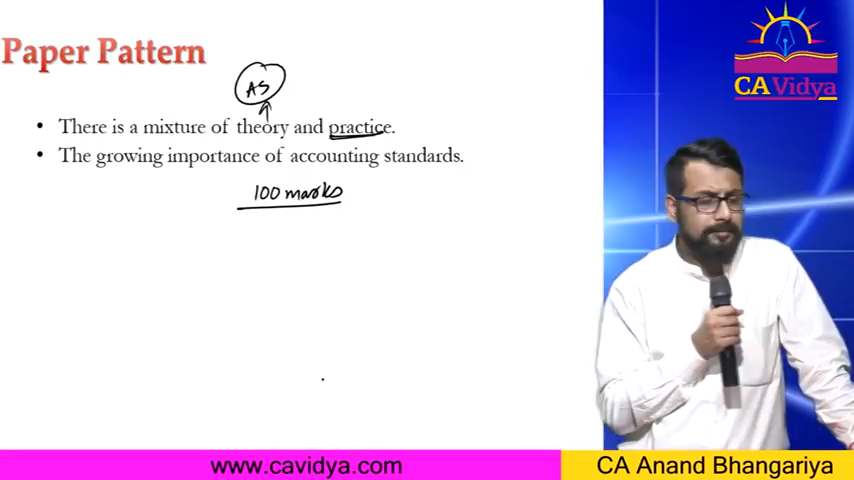 Paper Pattern
AS
• There is a mixture of theory and practice.
• The growing importance of accounting standards.
100 marks
CA Vidya
www.cavidya.com
CA Anand Bhangariya